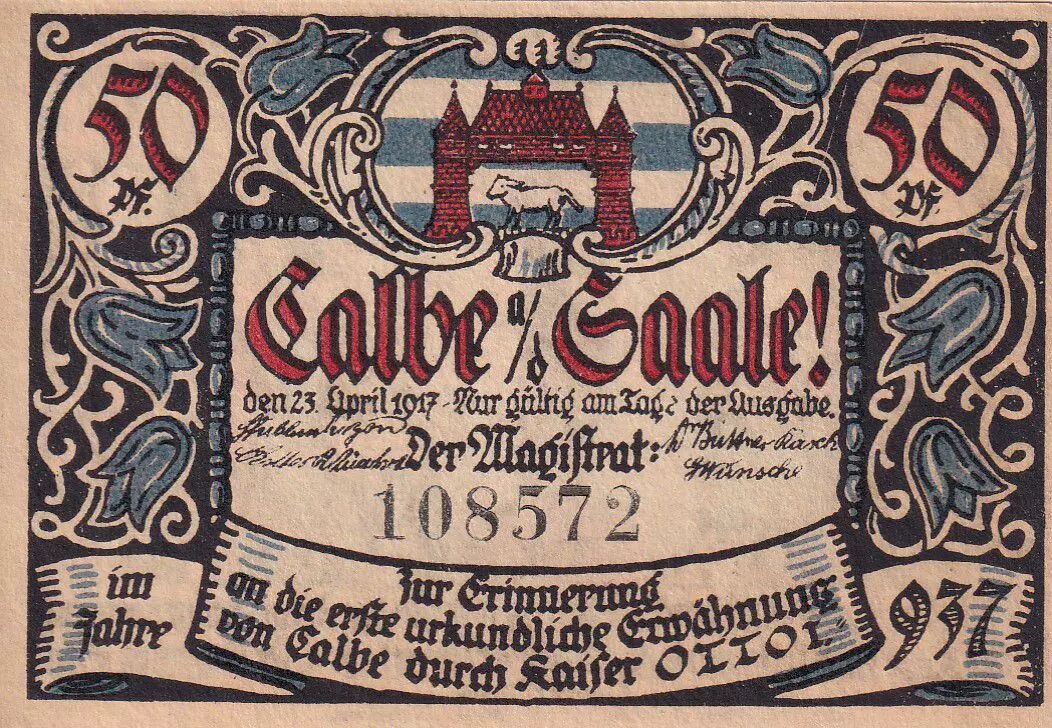 50 Pf.
50 Pf.
Calbe a/d Saale!
den 23. April 1917 - Nur gültig am Tage der Ausgabe.
Der Magistrat:
Wünsche
108572
im Jahre
zur Erinnerung
an die erste urkundliche Erwähnung
von Calbe durch Kaiser OTTO I.
937